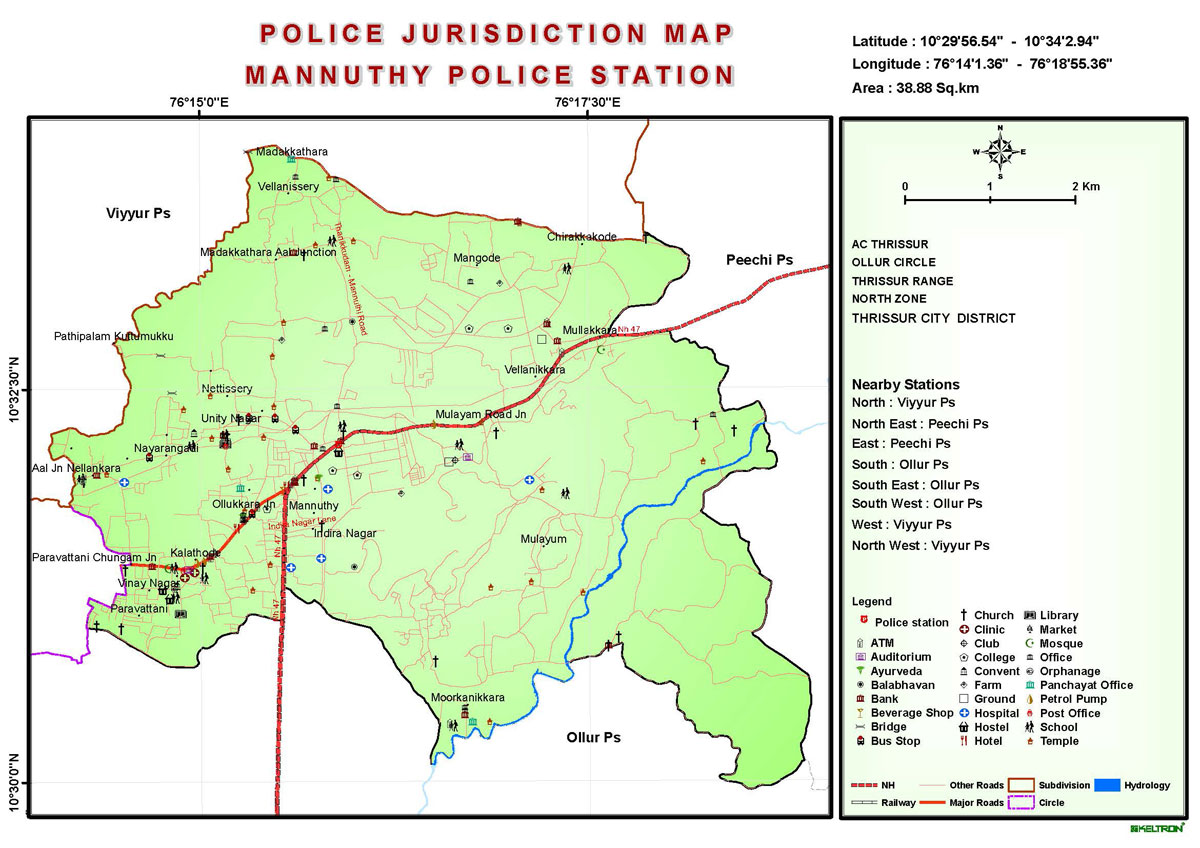 POLICE JURISDICTION MAP
MANNUTHY POLICE STATION
Latitude : 10°29'56.54" - 10°34'2.94"
Longitude : 76°14'1.36" - 76°18'55.36"
Area : 38.88 Sq.km
76°15'0"E
76°17'30"E
10°32'30"N
10°30'0"N
Viyyur Ps
Peechi Ps
Ollur Ps
Madakkathara
Vellanissery
Thanikkudam - Mannuthi Road
Madakkathara Aal Junction
Chirakkakode
Mangode
Pathipalam Kuttumukku
Mullakkara
Nh 47
Vellanikkara
Nettissery
Mulayam Road Jn
Unity Nagar
Nayarangadi
Aal Jn Nellankara
Ollukkara Jn
Mannuthy
Indira Nagar Lane
Indira Nagar
Nh 47
Mulayum
Paravattani Chungam Jn
Kalathode
Vinay Nagar
Paravattani
Nh 47
Moorkanikkara
N
W
E
S
0
1
2 Km
AC THRISSUR
OLLUR CIRCLE
THRISSUR RANGE
NORTH ZONE
THRISSUR CITY DISTRICT
Nearby Stations
North : Viyyur Ps
North East : Peechi Ps
East : Peechi Ps
South : Ollur Ps
South East : Ollur Ps
South West : Ollur Ps
West : Viyyur Ps
North West : Viyyur Ps
Legend
Police station
ATM
Auditorium
Ayurveda
Balabhavan
Bank
Beverage Shop
Bridge
Bus Stop
Church
Clinic
Club
College
Convent
Farm
Ground
Hospital
Hostel
Hotel
Library
Market
Mosque
Office
Orphanage
Panchayat Office
Petrol Pump
Post Office
School
Temple
NH
Other Roads
Subdivision
Hydrology
Railway
Major Roads
Circle
KELTRON